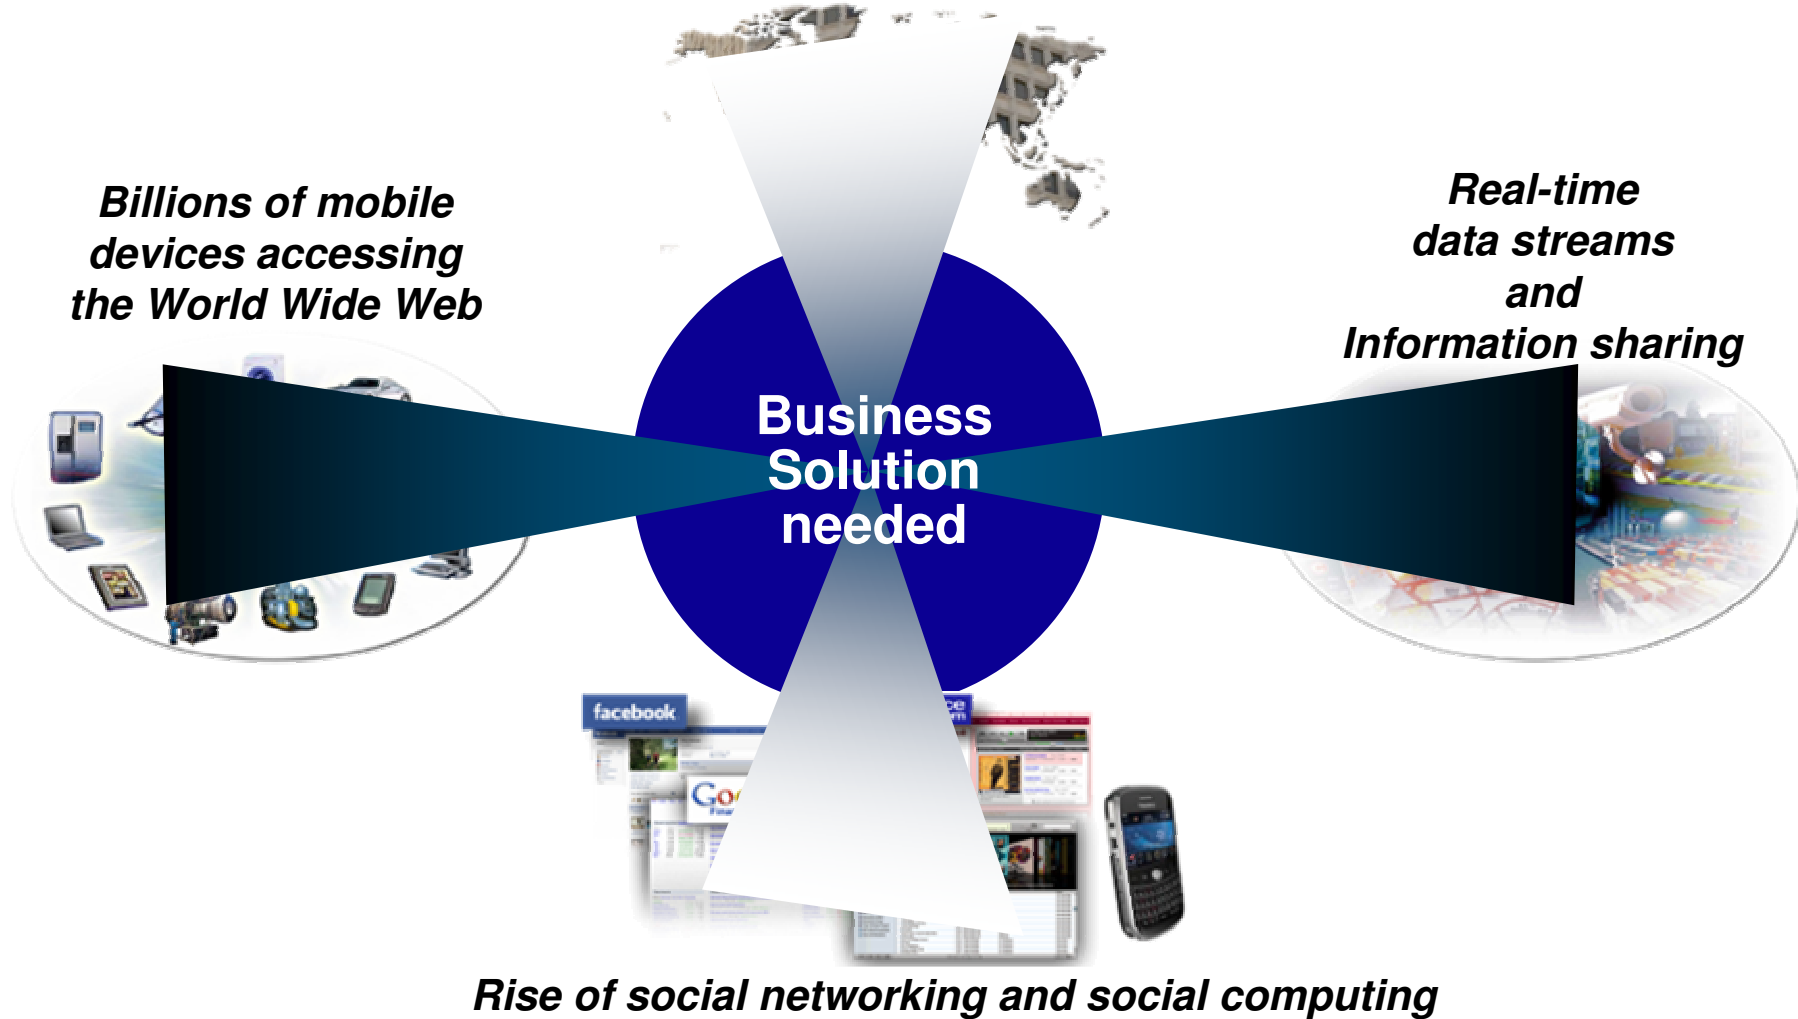 Billions of mobile
devices accessing
the World Wide Web
Real-time
data streams
and
Information sharing
Business
Solution
needed
facebook
Rise of social networking and social computing